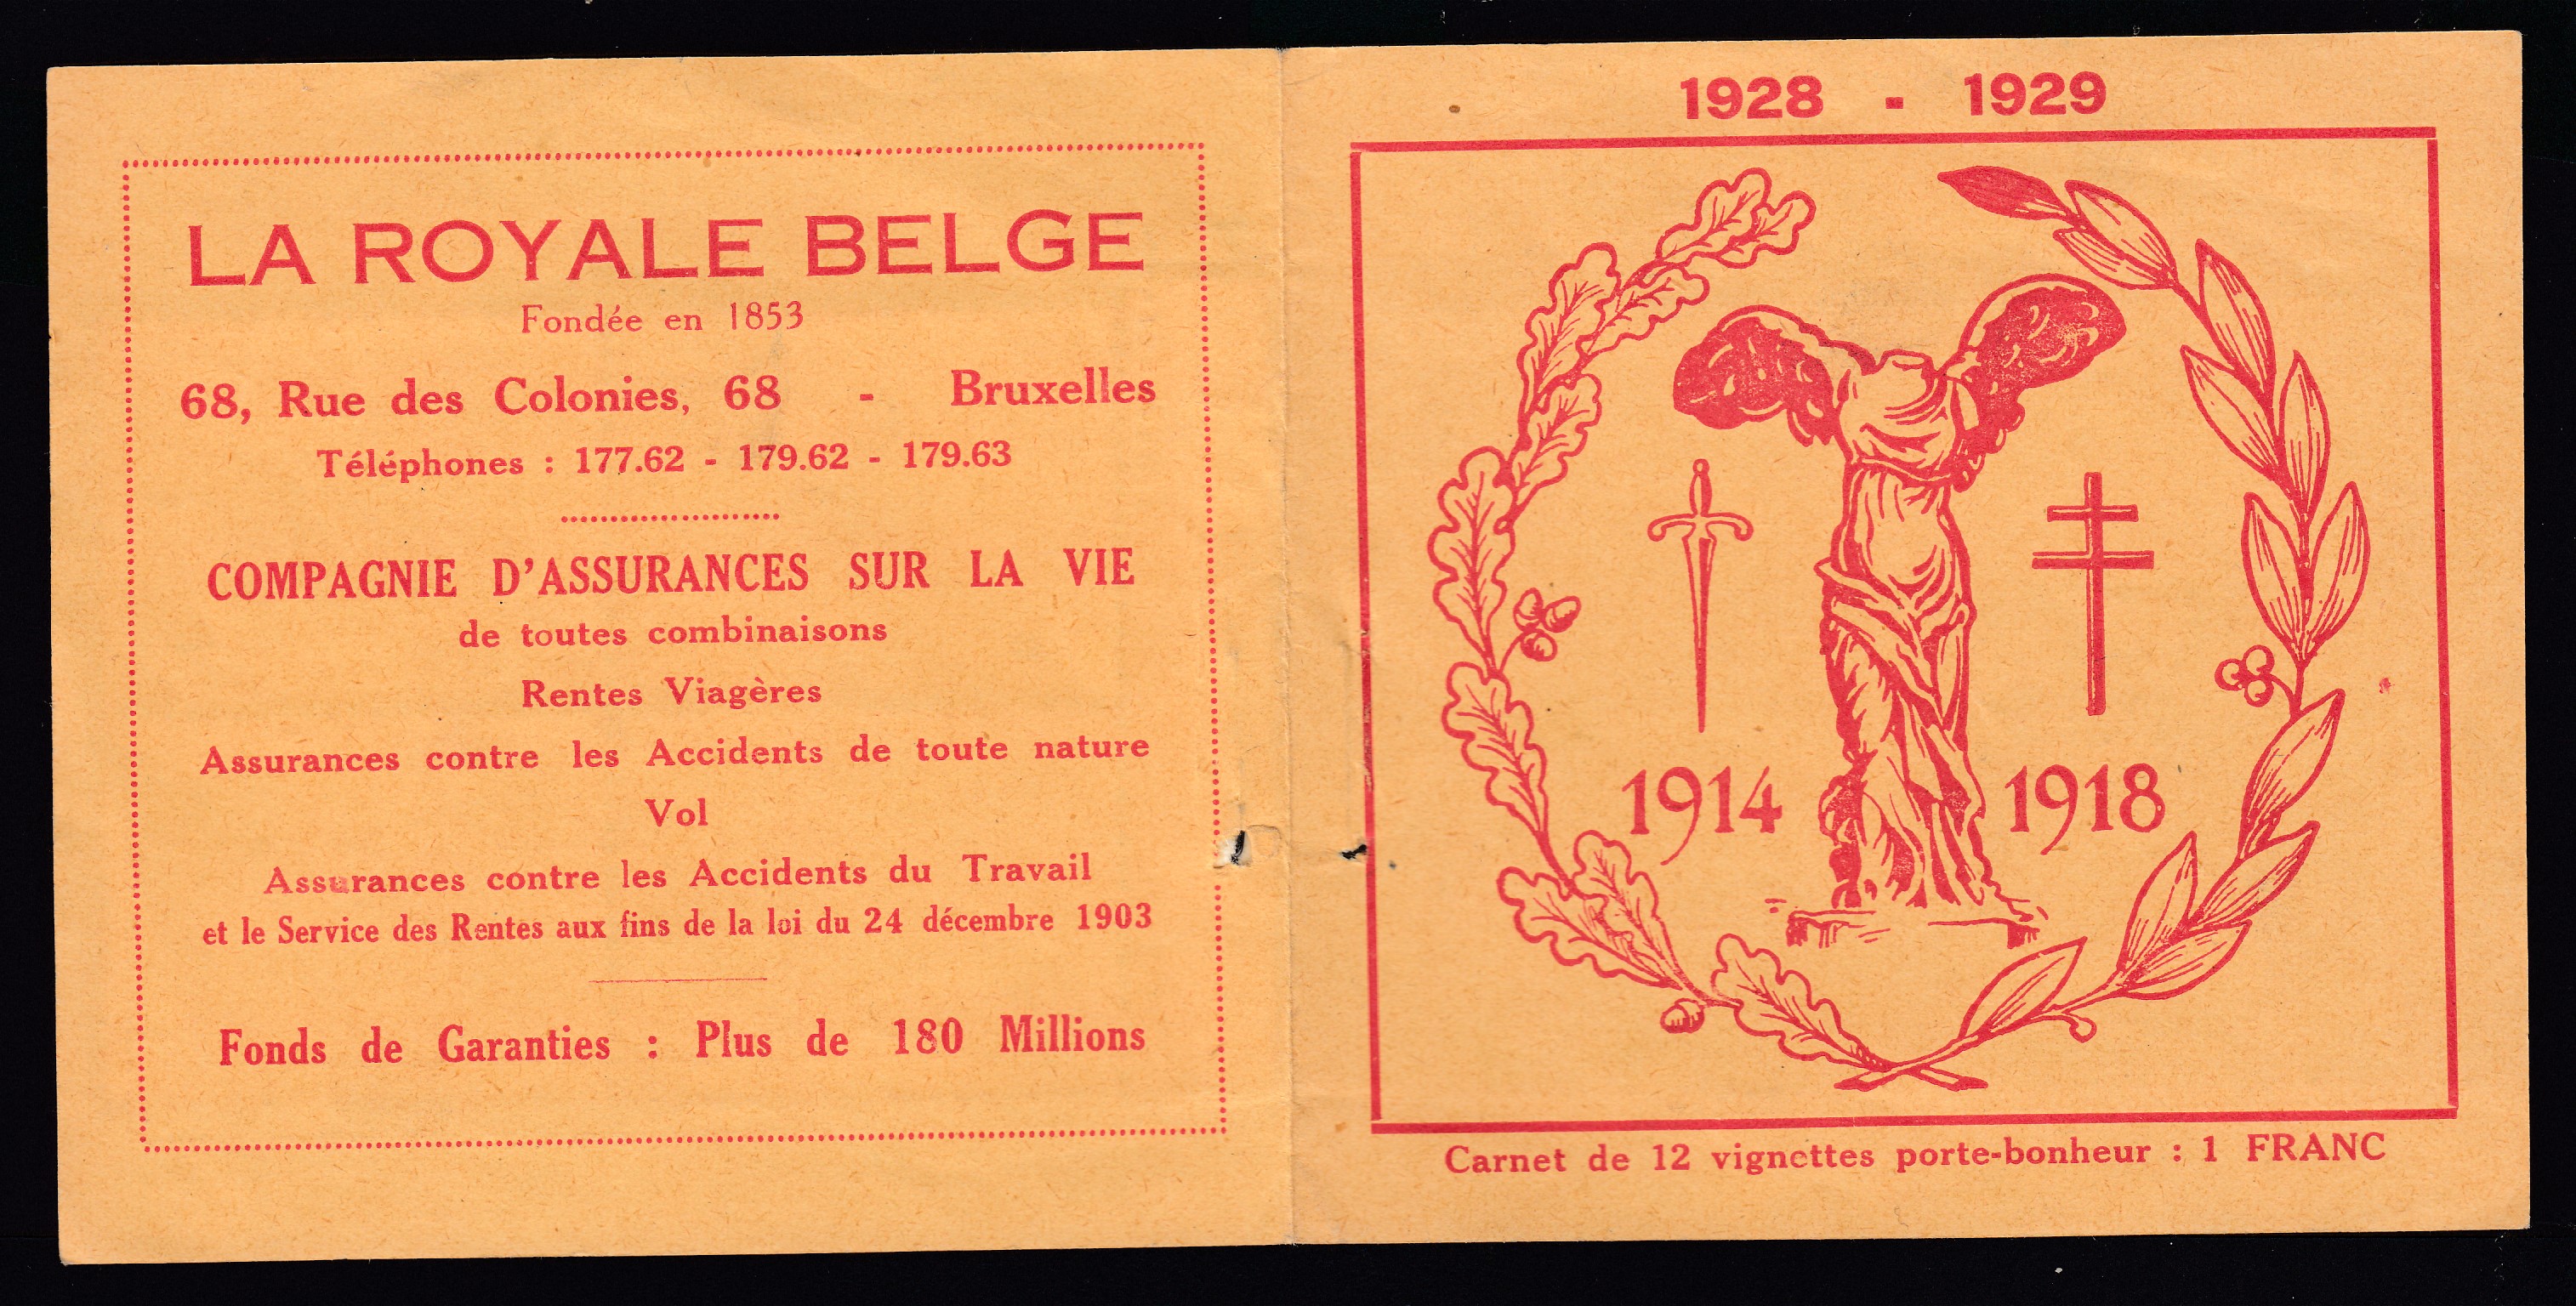 LA ROYALE BELGE
Fondée en 1853
68, Rue des Colonies, 68 - Bruxelles
Téléphones : 177.62 - 179.62 - 179.63
COMPAGNIE D'ASSURANCES SUR LA VIE
de toutes combinaisons
Rentes Viagères
Assurances contre les Accidents de toute nature
Vol
Assurances contre les Accidents du Travail
et le Service des Rentes aux fins de la loi du 24 décembre 1903
Fonds de Garanties : Plus de 180 Millions
1928 - 1929
1914 1918
Carnet de 12 vignettes porte-bonheur : 1 FRANC